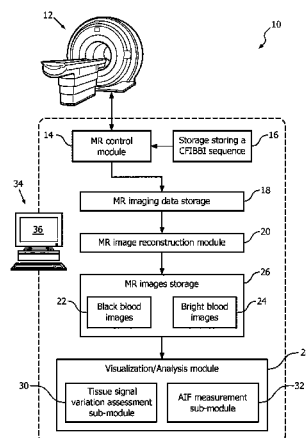 12
10
14
MR control
module
Storage storing a
CFIBBI sequence
16
34
36
MR imaging data storage
18
MR image reconstruction module
20
MR images storage
26
22
Black blood
images
Bright blood
images
24
Visualization/Analysis module
2
30
Tissue signal
variation assessment
sub-module
AIF measurement
sub-module
32